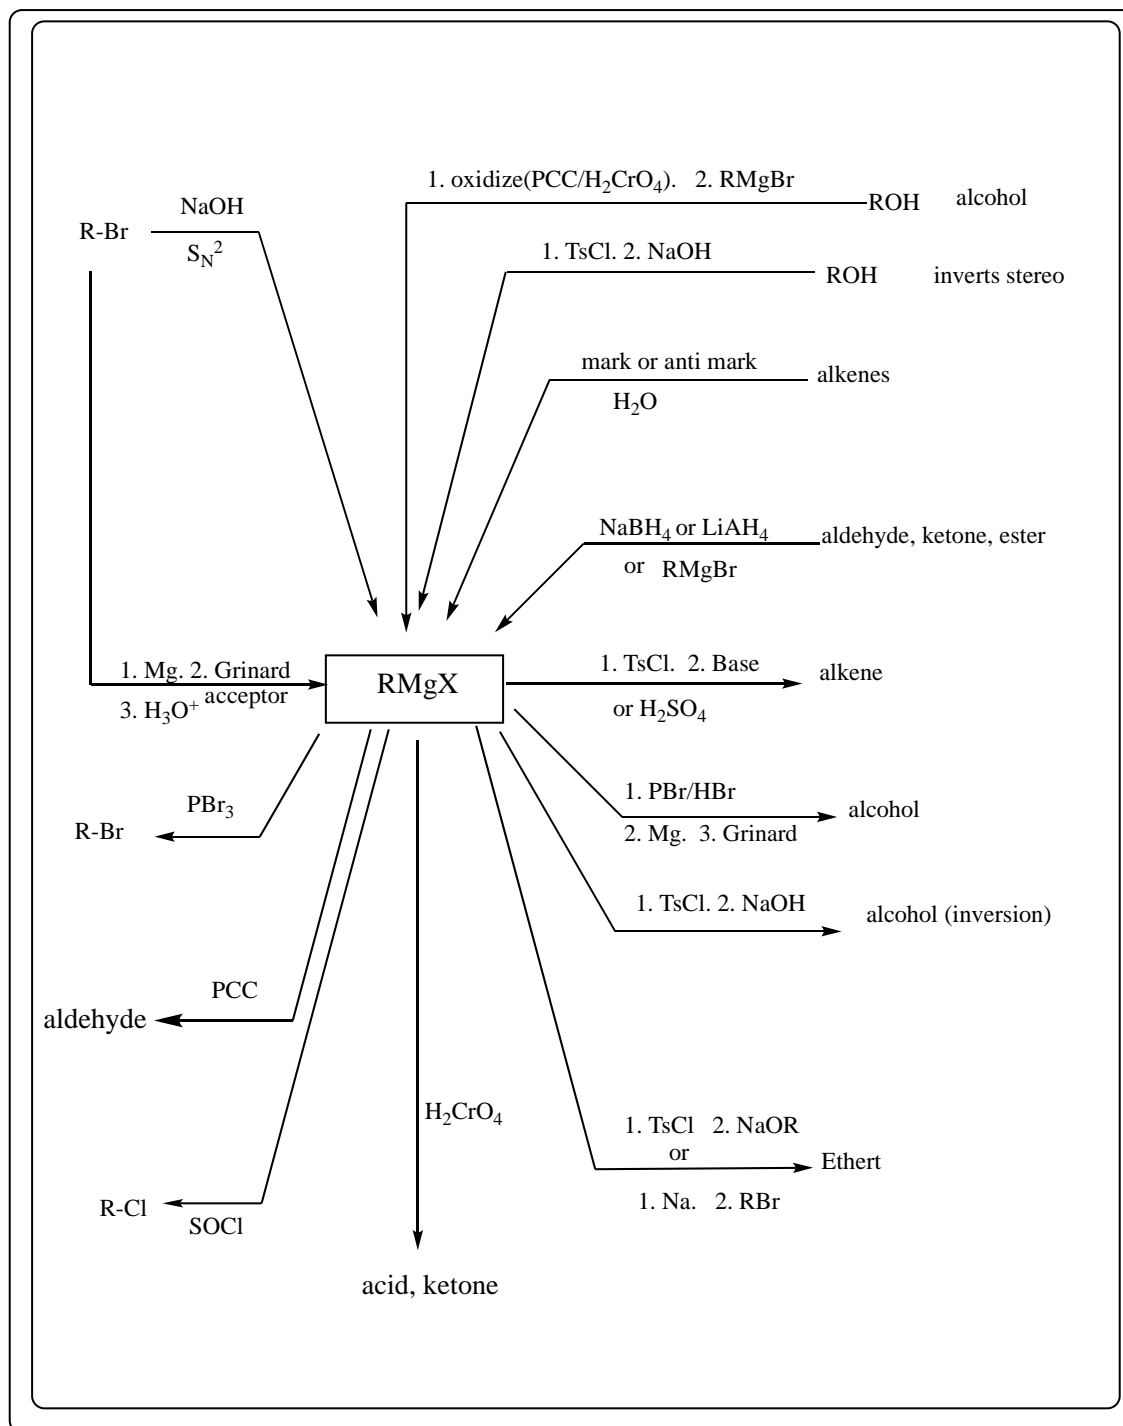 1. oxidize(PCC/H₂CrO₄). 2. RMgBr
ROH alcohol
NaOH
R-Br
S_N²
1. TsCl. 2. NaOH
ROH inverts stereo
mark or anti mark
alkenes
H₂O
NaBH₄ or LiAH₄
aldehyde, ketone, ester
or RMgBr
1. Mg. 2. Grinard
acceptor
3. H₃O⁺
RMgX
1. TsCl. 2. Base
alkene
or H₂SO₄
PBr₃
R-Br
1. PBr/HBr
alcohol
2. Mg. 3. Grinard
1. TsCl. 2. NaOH
alcohol (inversion)
PCC
aldehyde
H₂CrO₄
1. TsCl 2. NaOR
or
Ethert
1. Na. 2. RBr
R-Cl
SOCl
acid, ketone